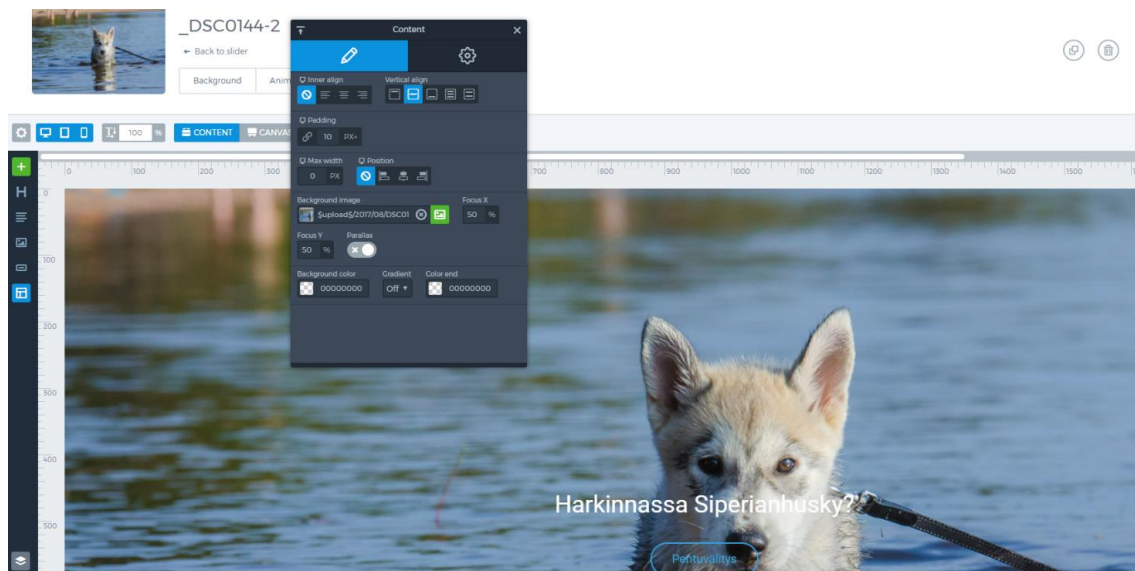 _DSC0144-2
← Back to slider
Background
Anim
Content
Inner align
Vertical align
Padding
10 PX
Max width
Position
0 PX
Background image
Focus X
$upload$/2017/08/DSC01
50 %
Focus Y
Parallax
50 %
Background color
Gradient
Color end
00000000
Off
00000000
100 %
CONTENT
CANVAS
0 100 200 300 700 800 900 1000 1100 1200 1300 1400 1500
H
0
100
200
300
400
500
Harkinnassa Siperianhusky?
Pentuvälitys